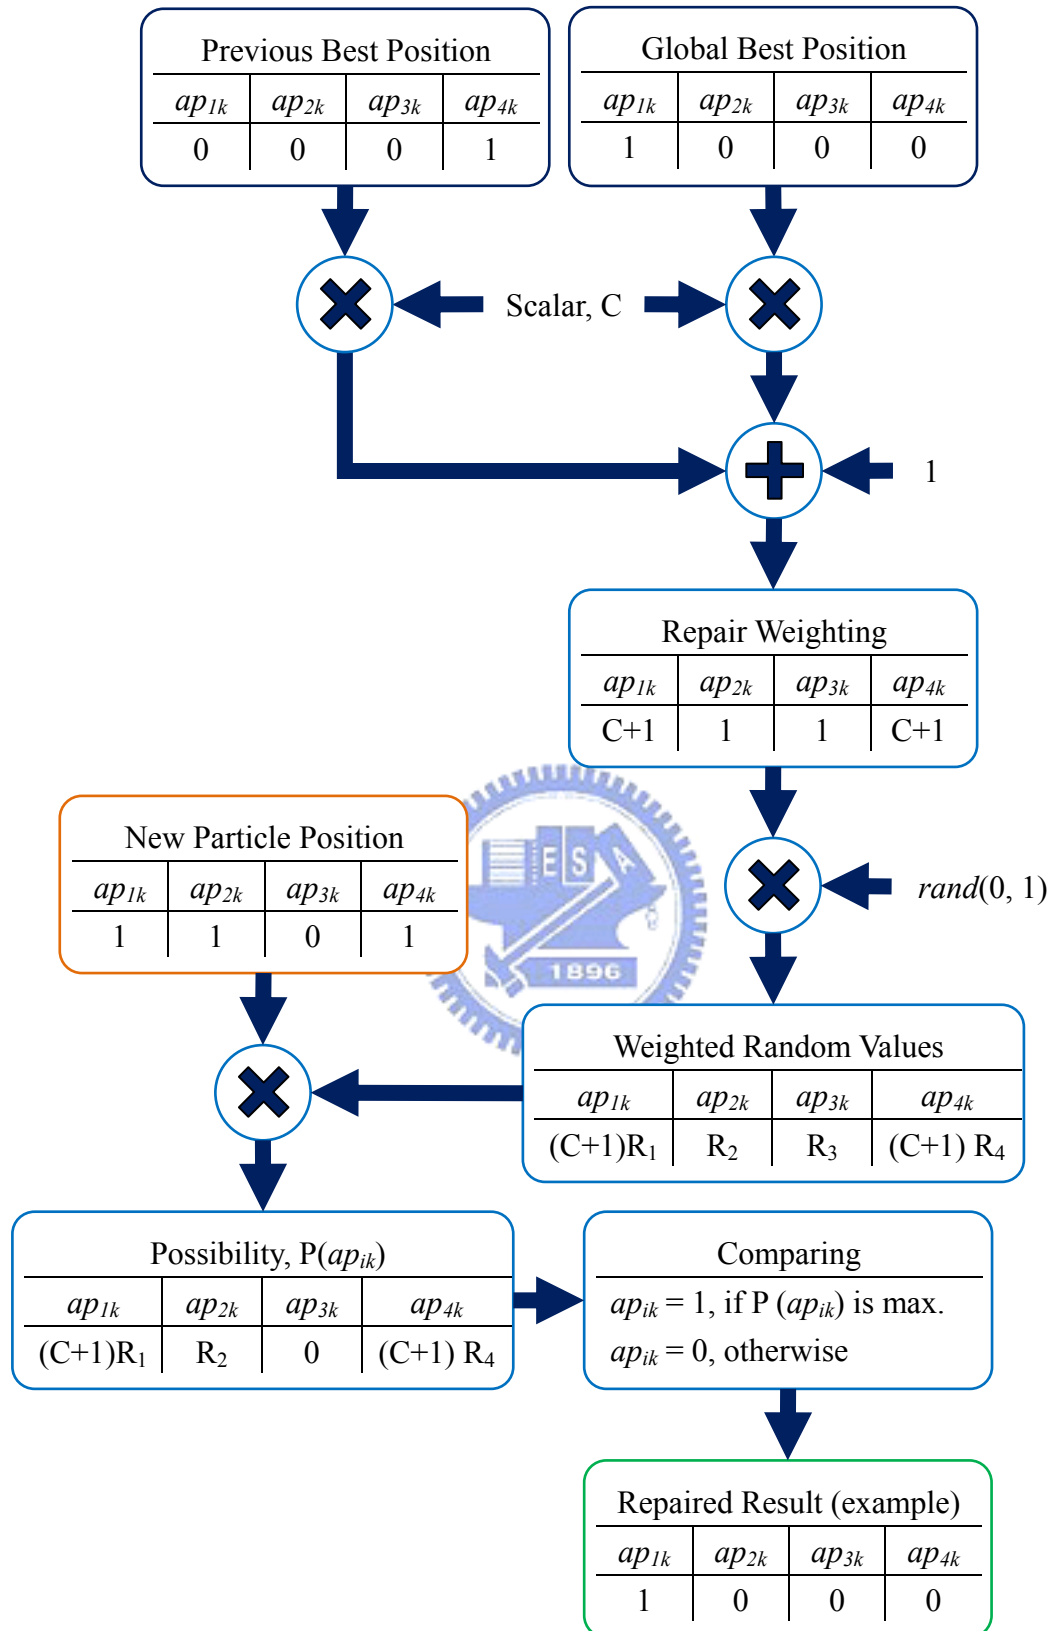 Previous Best Position
ap1k ap2k ap3k ap4k
0 0 0 1
Global Best Position
ap1k ap2k ap3k ap4k
1 0 0 0
Scalar, C
1
Repair Weighting
ap1k ap2k ap3k ap4k
C+1 1 1 C+1
New Particle Position
ap1k ap2k ap3k ap4k
1 1 0 1
rand(0, 1)
E S A
1896
Weighted Random Values
ap1k ap2k ap3k ap4k
(C+1)R1 R2 R3 (C+1) R4
Possibility, P(apik)
ap1k ap2k ap3k ap4k
(C+1)R1 R2 0 (C+1) R4
Comparing
apik = 1, if P (apik) is max.
apik = 0, otherwise
Repaired Result (example)
ap1k ap2k ap3k ap4k
1 0 0 0